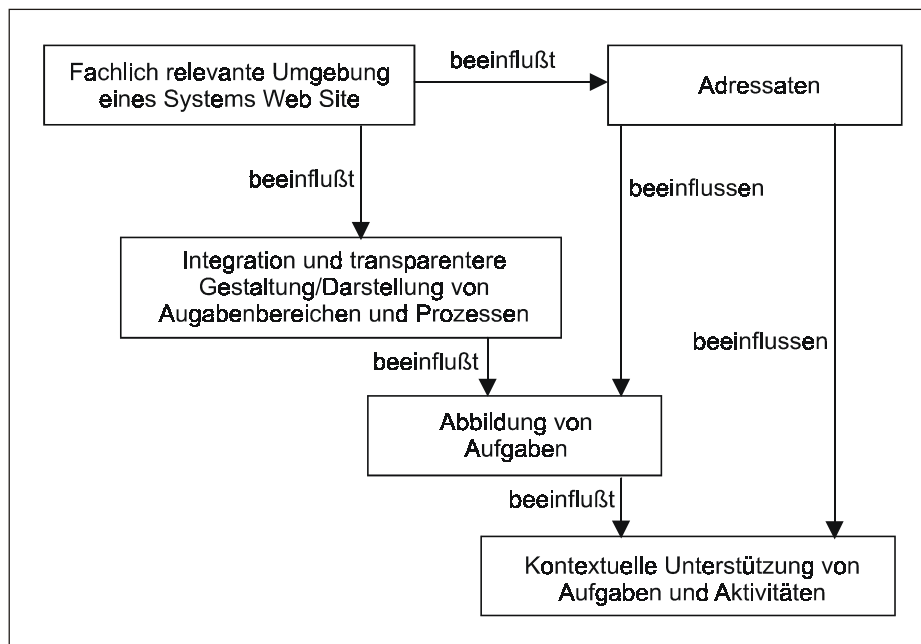 Fachlich relevante Umgebung
eines Systems Web Site
beeinflußt
Adressaten
beeinflußt
beeinflussen
Integration und transparentere
Gestaltung/Darstellung von
Augabenbereichen und Prozessen
beeinflussen
beeinflußt
Abbildung von
Aufgaben
beeinflußt
Kontextuelle Unterstützung von
Aufgaben und Aktivitäten